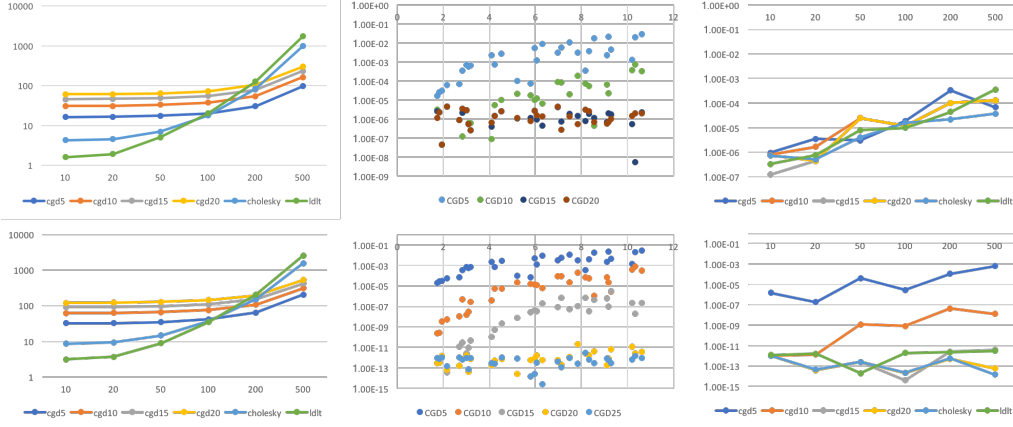 10000
1000
100
10
1
10 20 50 100 200 500
cgd5 cgd10 cgd15 cgd20 cholesky ldlt
1.00E+00
1.00E-01
1.00E-02
1.00E-03
1.00E-04
1.00E-05
1.00E-06
1.00E-07
1.00E-08
1.00E-09
0 2 4 6 8 10 12
CGD5 CGD10 CGD15 CGD20
1.00E+00
1.00E-01
1.00E-02
1.00E-03
1.00E-04
1.00E-05
1.00E-06
1.00E-07
10 20 50 100 200 500
cgd5 cgd10 cgd15 cgd20 cholesky ldlt
10000
1000
100
10
1
10 20 50 100 200 500
cgd5 cgd10 cgd15 cgd20 cholesky ldlt
1.00E-01
1.00E-03
1.00E-05
1.00E-07
1.00E-09
1.00E-11
1.00E-13
1.00E-15
0 2 4 6 8 10 12
CGD5 CGD10 CGD15 CGD20 CGD25
1.00E-01
1.00E-03
1.00E-05
1.00E-07
1.00E-09
1.00E-11
1.00E-13
1.00E-15
10 20 50 100 200 500
cgd5 cgd10 cgd15 cgd20 cholesky ldlt